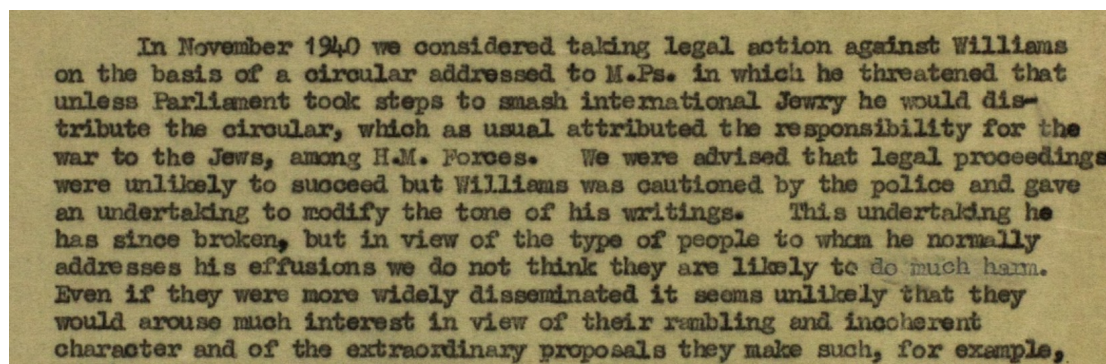 In November 1940 we considered taking legal action against Williams
on the basis of a circular addressed to M.Ps. in which he threatened that
unless Parliament took steps to smash international Jewry he would dis-
tribute the circular, which as usual attributed the responsibility for the
war to the Jews, among H.M. Forces. We were advised that legal proceedings
were unlikely to succeed but Williams was cautioned by the police and gave
an undertaking to modify the tone of his writings. This undertaking he
has since broken, but in view of the type of people to whom he normally
addresses his effusions we do not think they are likely to do much harm.
Even if they were more widely disseminated it seems unlikely that they
would arouse much interest in view of their rambling and incoherent
character and of the extraordinary proposals they make such, for example,